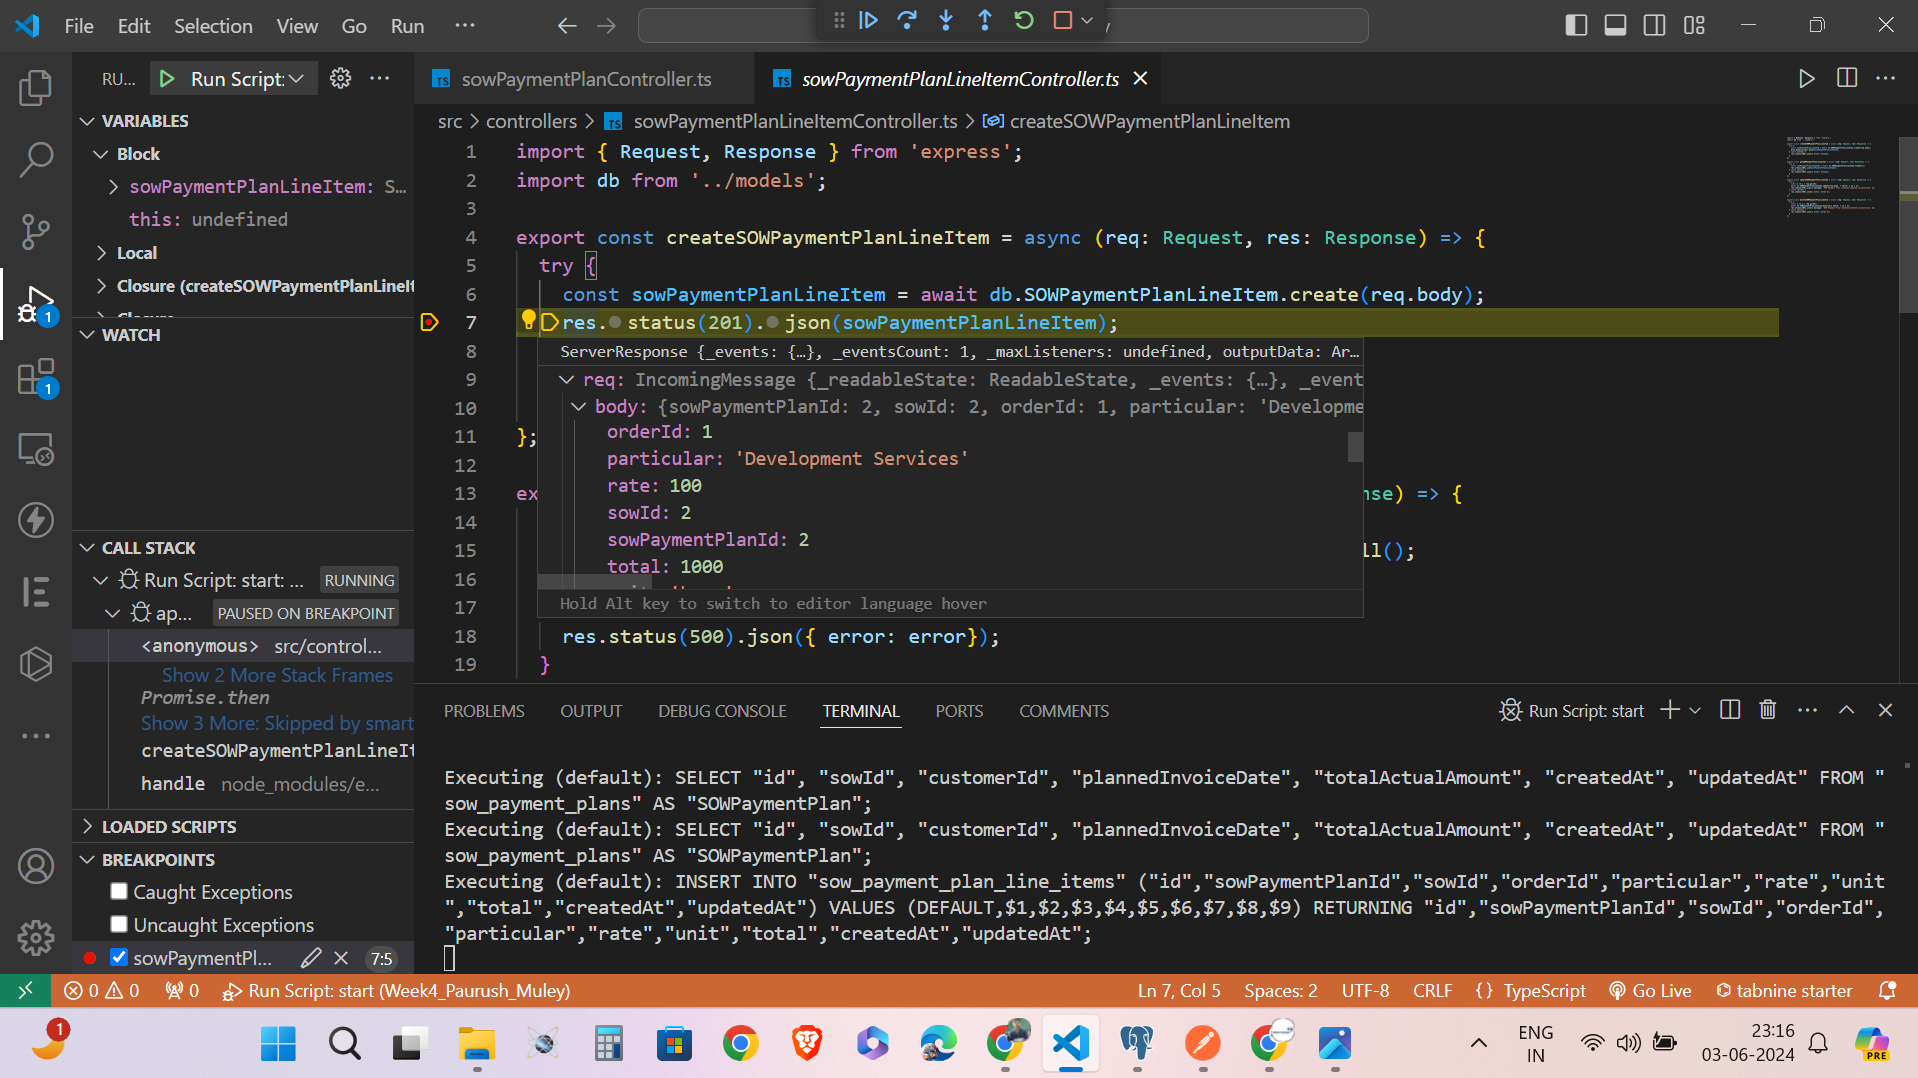 File Edit Selection View Go Run ...
RU... Run Script: ...
sowPaymentPlanController.ts
sowPaymentPlanLineItemController.ts
src > controllers > TS sowPaymentPlanLineItemController.ts > createSOWPaymentPlanLineItem
VARIABLES
Block
sowPaymentPlanLineItem: S...
this: undefined
Local
Closure (createSOWPaymentPlanLineI
WATCH
CALL STACK
Run Script: start: ... RUNNING
ap... PAUSED ON BREAKPOINT
<anonymous> src/control...
Show 2 More Stack Frames
Promise.then
Show 3 More: Skipped by smart
createSOWPaymentPlanLineIt
handle node_modules/e...
LOADED SCRIPTS
BREAKPOINTS
Caught Exceptions
Uncaught Exceptions
sowPaymentPl... 7:5
1 import { Request, Response } from 'express';
2 import db from '../models';
3
4 export const createSOWPaymentPlanLineItem = async (req: Request, res: Response) => {
5 try {
6 const sowPaymentPlanLineItem = await db.SOWPaymentPlanLineItem.create(req.body);
7 res.status(201).json(sowPaymentPlanLineItem);
8
9
10
11 };
12
13 ex nse) => {
14
15 ll();
16
17
18 res.status(500).json({ error: error});
19 }
ServerResponse {_events: {…}, _eventsCount: 1, _maxListeners: undefined, outputData: Ar…
req: IncomingMessage {_readableState: ReadableState, _events: {…}, _event
body: {sowPaymentPlanId: 2, sowId: 2, orderId: 1, particular: 'Developme
orderId: 1
particular: 'Development Services'
rate: 100
sowId: 2
sowPaymentPlanId: 2
total: 1000
Hold Alt key to switch to editor language hover
PROBLEMS OUTPUT DEBUG CONSOLE TERMINAL PORTS COMMENTS
Run Script: start
Executing (default): SELECT "id", "sowId", "customerId", "plannedInvoiceDate", "totalActualAmount", "createdAt", "updatedAt" FROM "
sow_payment_plans" AS "SOWPaymentPlan";
Executing (default): SELECT "id", "sowId", "customerId", "plannedInvoiceDate", "totalActualAmount", "createdAt", "updatedAt" FROM "
sow_payment_plans" AS "SOWPaymentPlan";
Executing (default): INSERT INTO "sow_payment_plan_line_items" ("id","sowPaymentPlanId","sowId","orderId","particular","rate","unit
","total","createdAt","updatedAt") VALUES (DEFAULT,$1,$2,$3,$4,$5,$6,$7,$8,$9) RETURNING "id","sowPaymentPlanId","sowId","orderId",
"particular","rate","unit","total","createdAt","updatedAt";
0 0 0 Run Script: start (Week4_Paurush_Muley)
Ln 7, Col 5 Spaces: 2 UTF-8 CRLF {} TypeScript Go Live tabnine starter
1
ENG
IN
23:16
03-06-2024
PRE